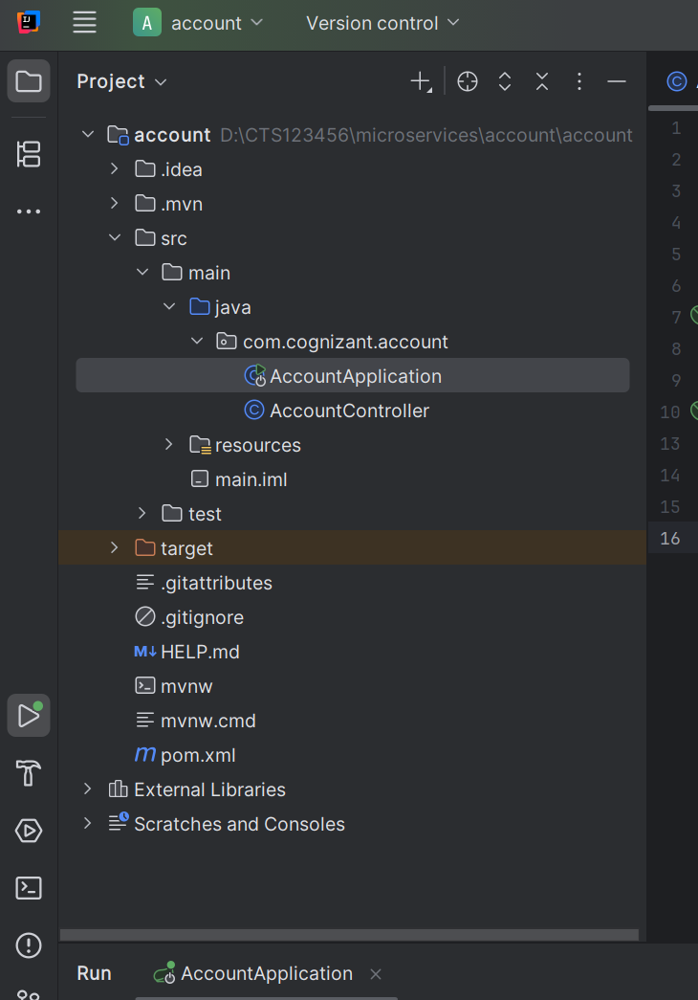 A account Version control
Project
account D:\CTS123456\microservices\account\account
.idea
.mvn
src
main
java
com.cognizant.account
AccountApplication
AccountController
resources
main.iml
test
target
.gitattributes
.gitignore
M↓ HELP.md
mvnw
mvnw.cmd
m pom.xml
External Libraries
Scratches and Consoles
1
2
3
4
5
6
7
8
9
10
13
14
15
16
Run AccountApplication